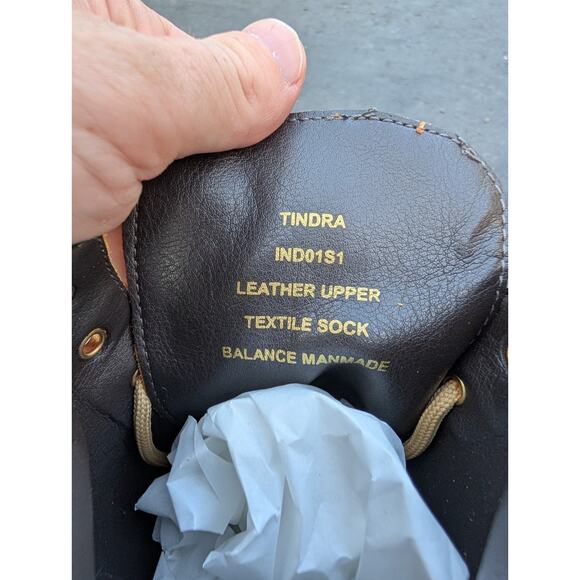 TINDRA
IND01S1
LEATHER UPPER
TEXTILE SOCK
BALANCE MANMADE